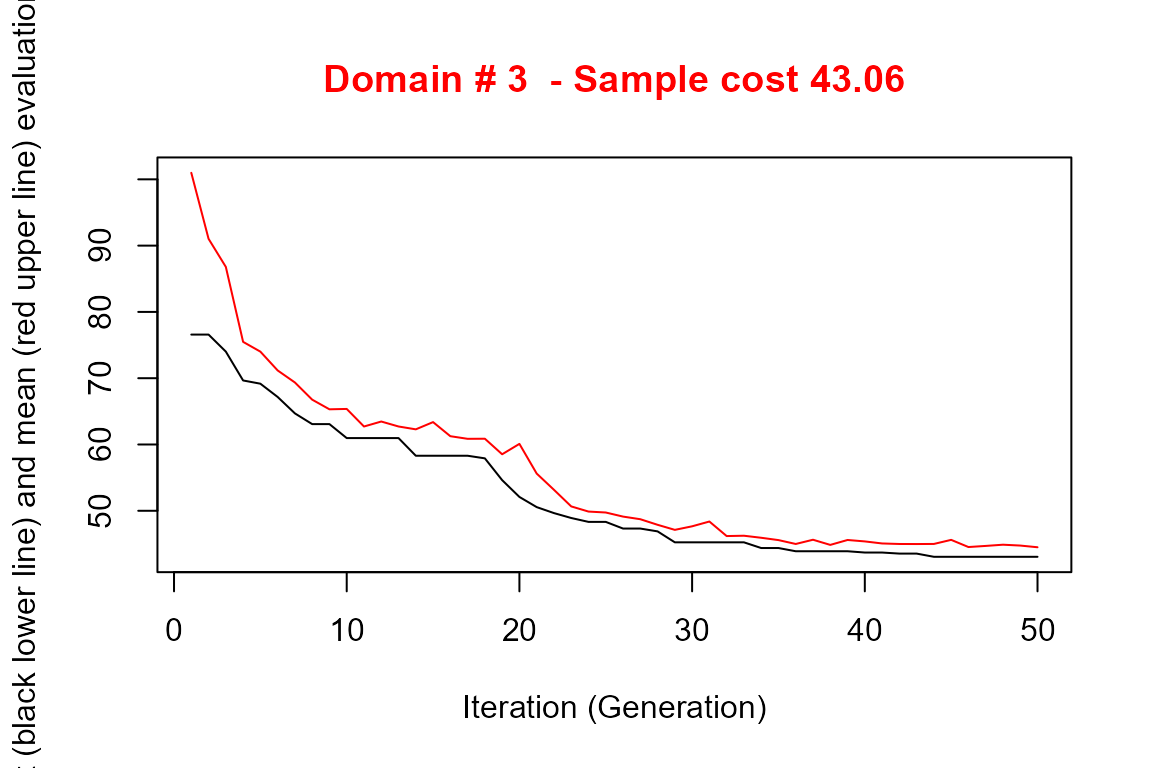 Domain # 3  - Sample cost 43.06
(black lower line) and mean (red upper line) evaluation
90
80
70
60
50
0 10 20 30 40 50
Iteration (Generation)